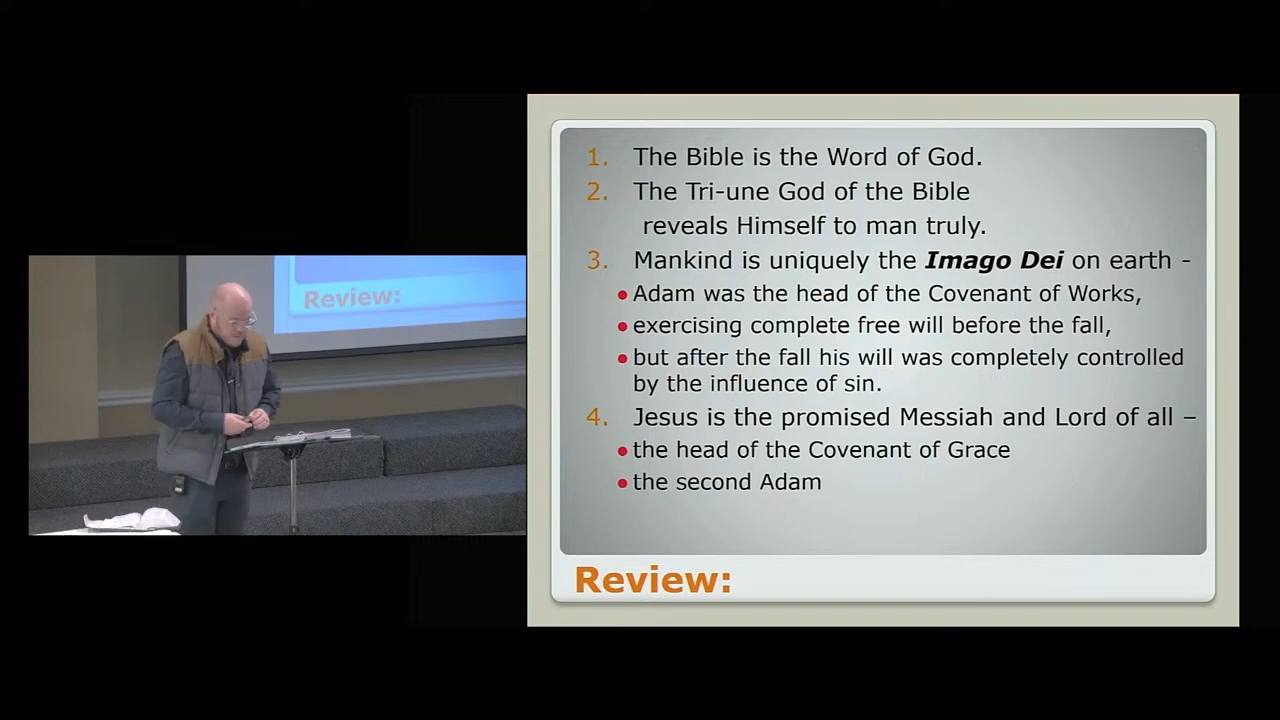 Review:
1. The Bible is the Word of God.
2. The Tri-une God of the Bible
reveals Himself to man truly.
3. Mankind is uniquely the Imago Dei on earth -
• Adam was the head of the Covenant of Works,
• exercising complete free will before the fall,
• but after the fall his will was completely controlled
by the influence of sin.
4. Jesus is the promised Messiah and Lord of all –
• the head of the Covenant of Grace
• the second Adam
Review: